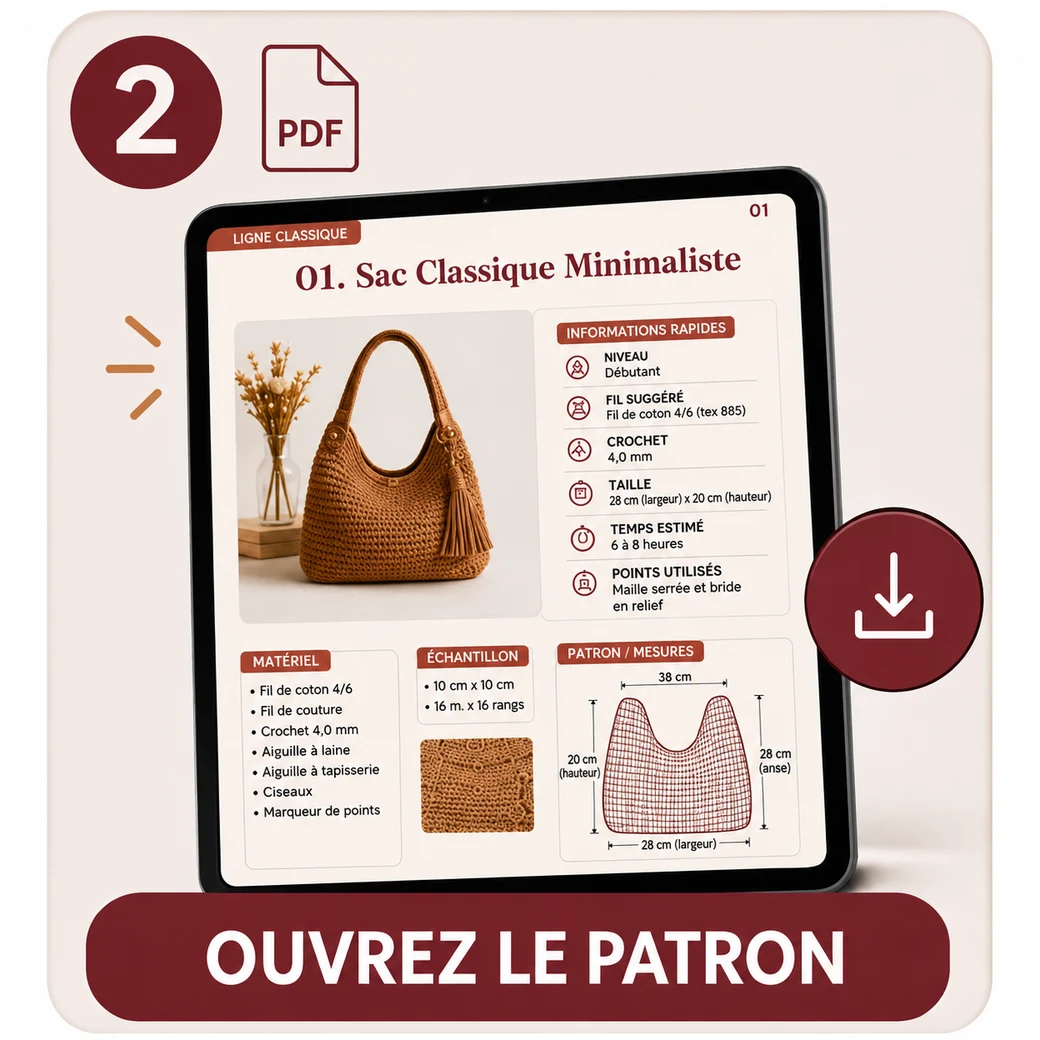 2
PDF
LIGNE CLASSIQUE
01
01. Sac Classique Minimaliste
INFORMATIONS RAPIDES
NIVEAU
Débutant
FIL SUGGÉRÉ
Fil de coton 4/6 (tex 885)
CROCHET
4,0 mm
TAILLE
28 cm (largeur) x 20 cm (hauteur)
TEMPS ESTIMÉ
6 à 8 heures
POINTS UTILISÉS
Maille serrée et bride
en relief
MATÉRIEL
• Fil de coton 4/6
• Fil de couture
• Crochet 4,0 mm
• Aiguille à laine
• Aiguille à tapisserie
• Ciseaux
• Marqueur de points
ÉCHANTILLON
• 10 cm x 10 cm
• 16 m. x 16 rangs
PATRON / MESURES
38 cm
20 cm
(hauteur)
28 cm
(anse)
28 cm (largeur)
OUVREZ LE PATRON